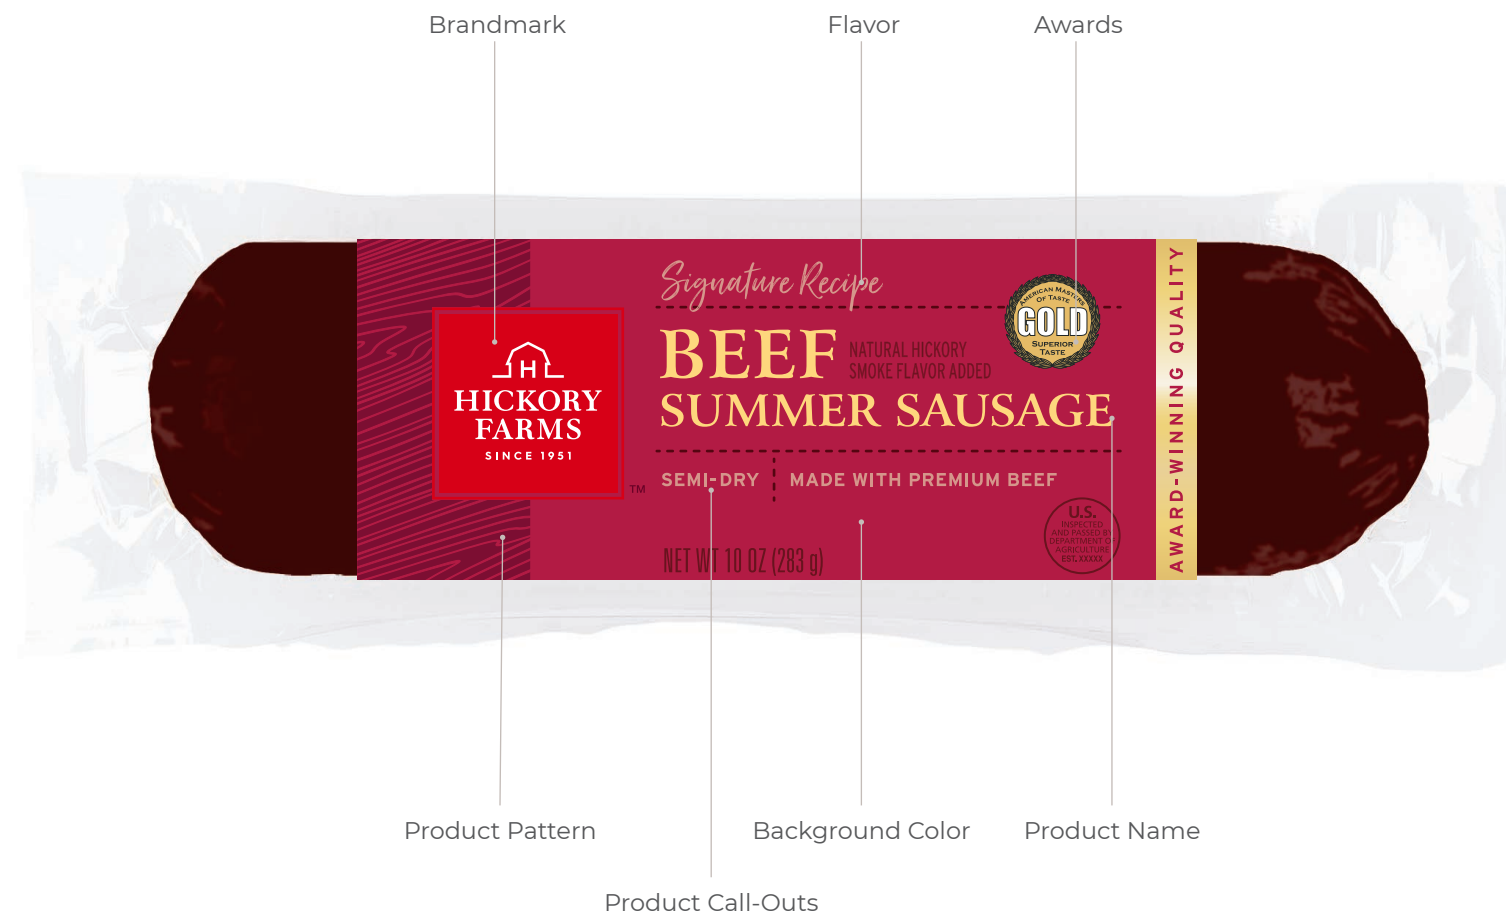 Brandmark
Flavor
Awards
Signature Recipe
AMERICAN MASTERS
OF TASTE
GOLD
SUPERIOR
TASTE
BEEF
NATURAL HICKORY
SMOKE FLAVOR ADDED
SUMMER SAUSAGE
H
HICKORY
FARMS
SINCE 1951
TM
SEMI-DRY
MADE WITH PREMIUM BEEF
NET WT 10 OZ (283 g)
U.S.
INSPECTED
AND PASSED BY
DEPARTMENT OF
AGRICULTURE
EST. XXXXX
AWARD-WINNING QUALITY
Product Pattern
Background Color
Product Name
Product Call-Outs